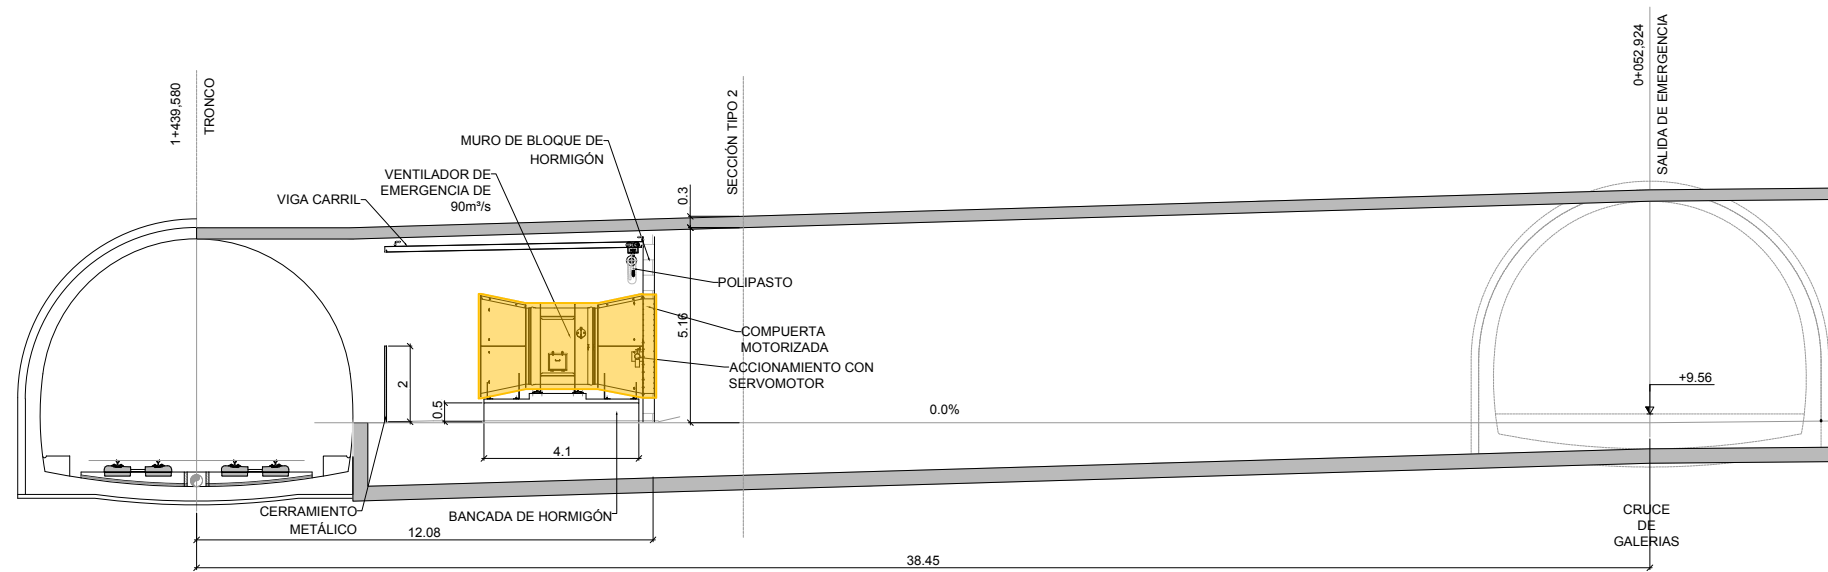 1+439,580
TRONCO
MURO DE BLOQUE DE
HORMIGÓN
VENTILADOR DE
EMERGENCIA DE
90m³/s
VIGA CARRIL
SECCIÓN TIPO 2
0.3
0+052,924
SALIDA DE EMERGENCIA
POLIPASTO
5.16
COMPUERTA
MOTORIZADA
ACCIONAMIENTO CON
SERVOMOTOR
2
0.5
0.0%
+9.56
4.1
CERRAMIENTO
METÁLICO
BANCADA DE HORMIGÓN
12.08
CRUCE
DE
GALERIAS
38.45